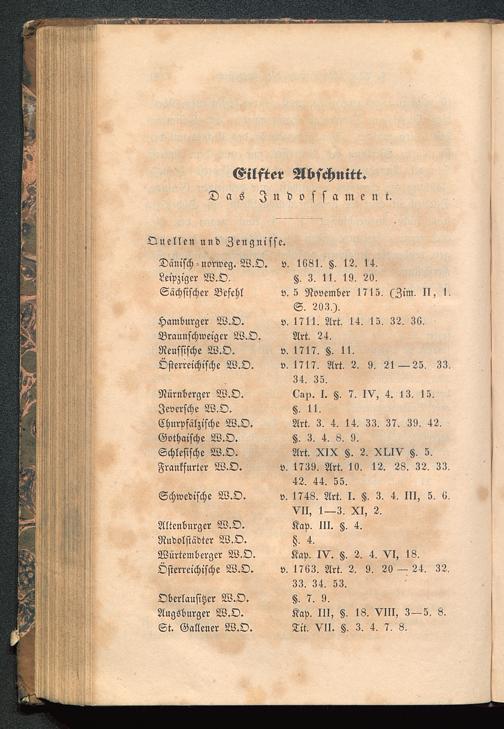 Eilfter Abschnitt.
Das Indossament.
Quellen und Zeugnisse.
Dänisch-norweg. W.O. v. 1681. §. 12. 14.
Leipziger W.O. §. 3. 11. 19. 20.
Sächsischer Befehl v. 5 November 1715. (Zim. II, 1.
S. 203.).
Hamburger W.O. v. 1711. Art. 14. 15. 32. 36.
Braunschweiger W.O. Art. 24.
Reussische W.O. v. 1717. §. 11.
Österreichische W.O. v. 1717. Art. 2. 9. 21—25. 33.
34. 35.
Nürnberger W.O. Cap. I. §. 7. IV, 4. 13. 15.
Jeversche W.O. §. 11.
Churpfälzische W.O. Art. 3. 4. 14. 33. 37. 39. 42.
Gothaische W.O. §. 3. 4. 8. 9.
Schlesische W.O. Art. XIX §. 2. XLIV §. 5.
Frankfurter W.O. v. 1739. Art. 10. 12. 28. 32. 33.
42. 44. 55.
Schwedische W.O. v. 1748. Art. I. §. 3. 4. III, 5. 6.
VII, 1—3. XI, 2.
Altenburger W.O. Kap. III. §. 4.
Rudolstädter W.O. §. 4.
Würtemberger W.O. Kap. IV. §. 2. 4. VI, 18.
Österreichische W.O. v. 1763. Art. 2. 9. 20—24. 32.
33. 34. 53.
Oberlausitzer W.O. §. 7. 9.
Augsburger W.O. Kap. III, §. 18. VIII, 3—5. 8.
St. Gallener W.O. Tit. VII. §. 3. 4. 7. 8.